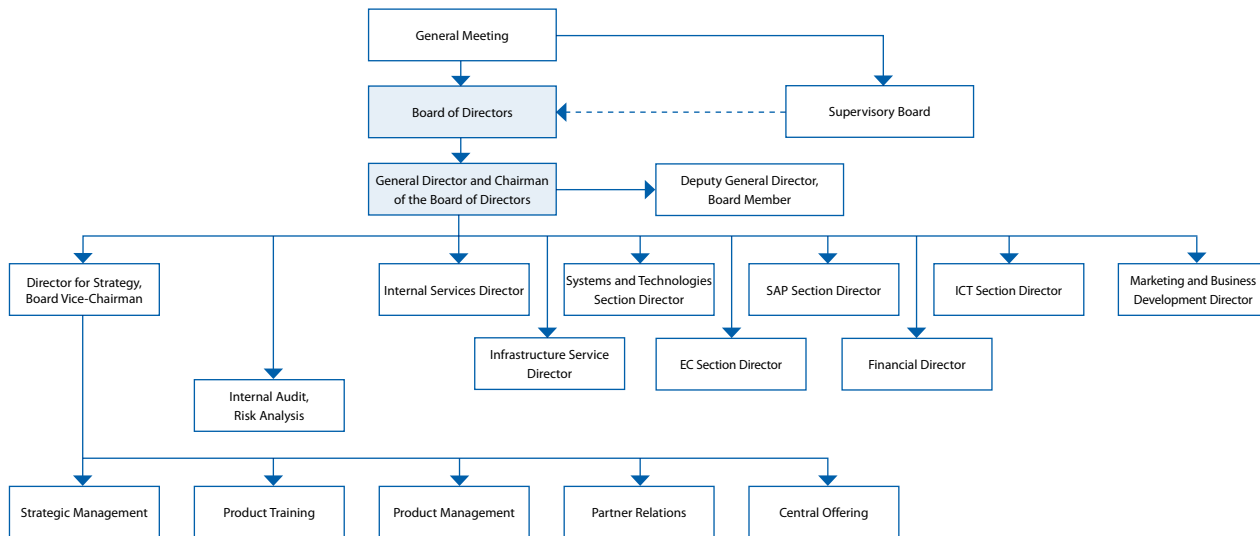 General Meeting
Board of Directors
Supervisory Board
General Director and Chairman
of the Board of Directors
Deputy General Director,
Board Member
Director for Strategy,
Board Vice-Chairman
Internal Services Director
Systems and Technologies
Section Director
SAP Section Director
ICT Section Director
Marketing and Business
Development Director
Infrastructure Service
Director
EC Section Director
Financial Director
Internal Audit,
Risk Analysis
Strategic Management
Product Training
Product Management
Partner Relations
Central Offering